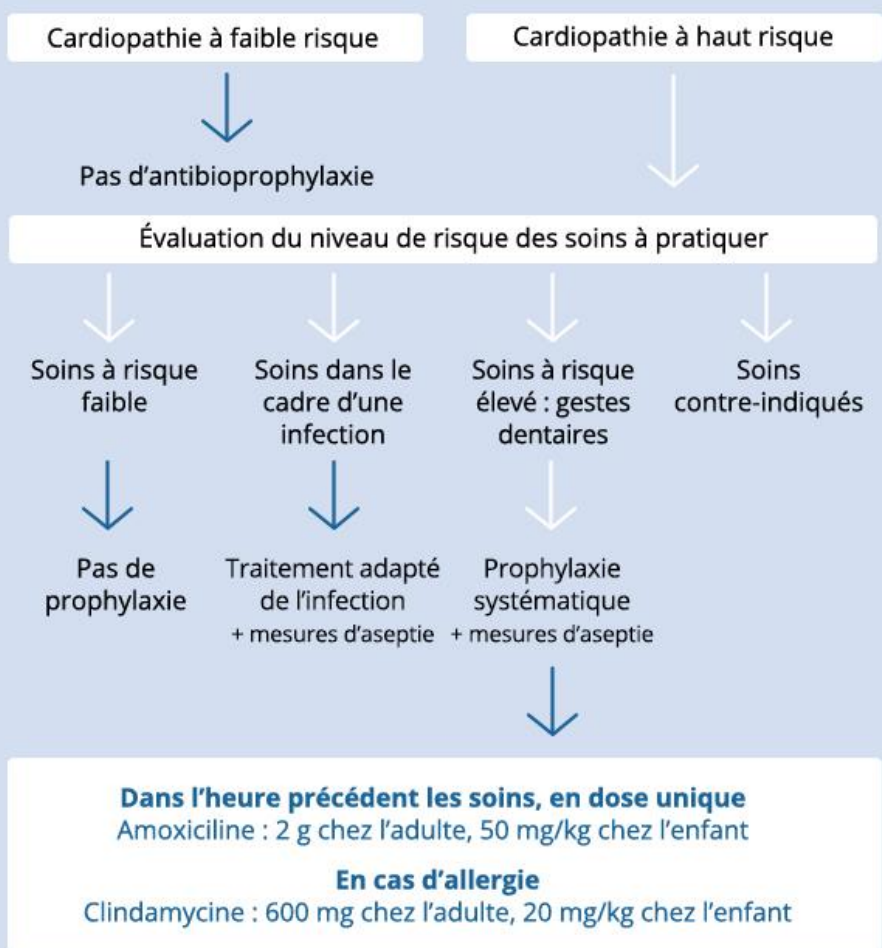 Cardiopathie à faible risque
Cardiopathie à haut risque
Pas d'antibioprophylaxie
Évaluation du niveau de risque des soins à pratiquer
Soins à risque
faible
Soins dans le
cadre d'une
infection
Soins à risque
élevé : gestes
dentaires
Soins
contre-indiqués
Pas de
prophylaxie
Traitement adapté
de l'infection
+ mesures d'aseptie
Prophylaxie
systématique
+ mesures d'aseptie
Dans l'heure précédent les soins, en dose unique
Amoxiciline : 2 g chez l'adulte, 50 mg/kg chez l'enfant
En cas d'allergie
Clindamycine : 600 mg chez l'adulte, 20 mg/kg chez l'enfant